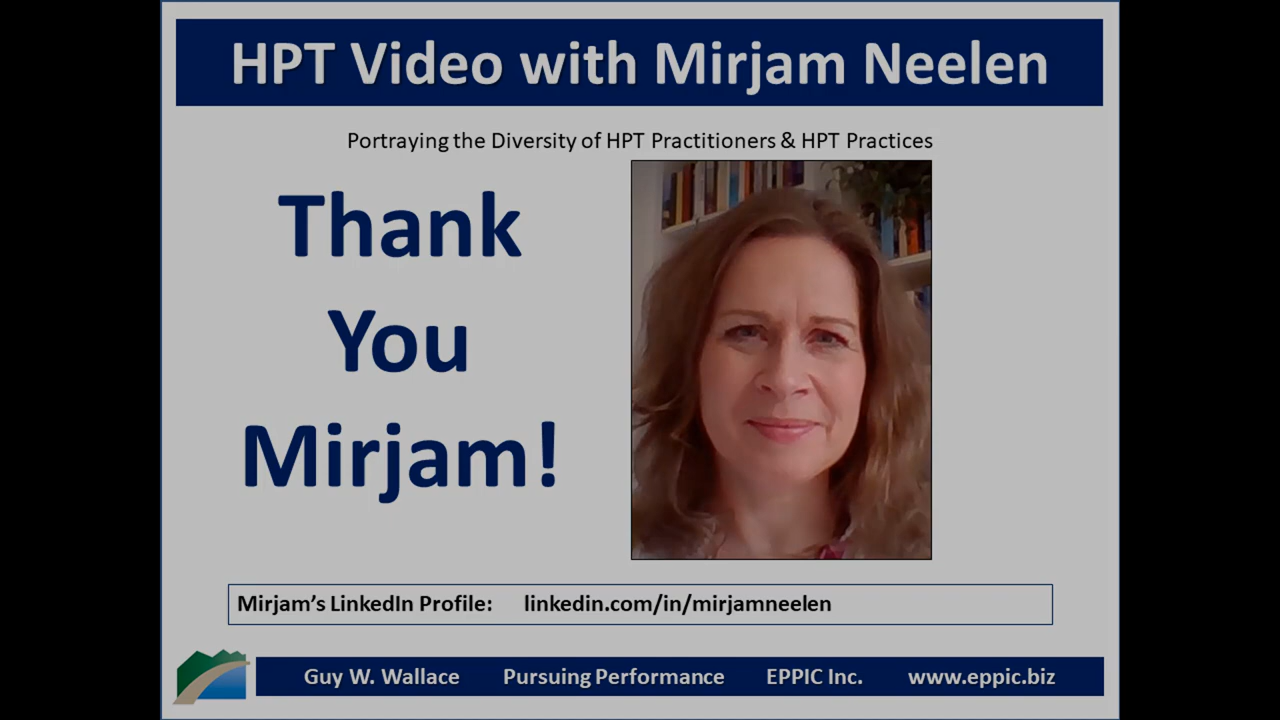 HPT Video with Mirjam Neelen
Portraying the Diversity of HPT Practitioners & HPT Practices
Thank
You
Mirjam!
Mirjam’s LinkedIn Profile: linkedin.com/in/mirjamneelen
Guy W. Wallace Pursuing Performance EPPIC Inc. www.eppic.biz